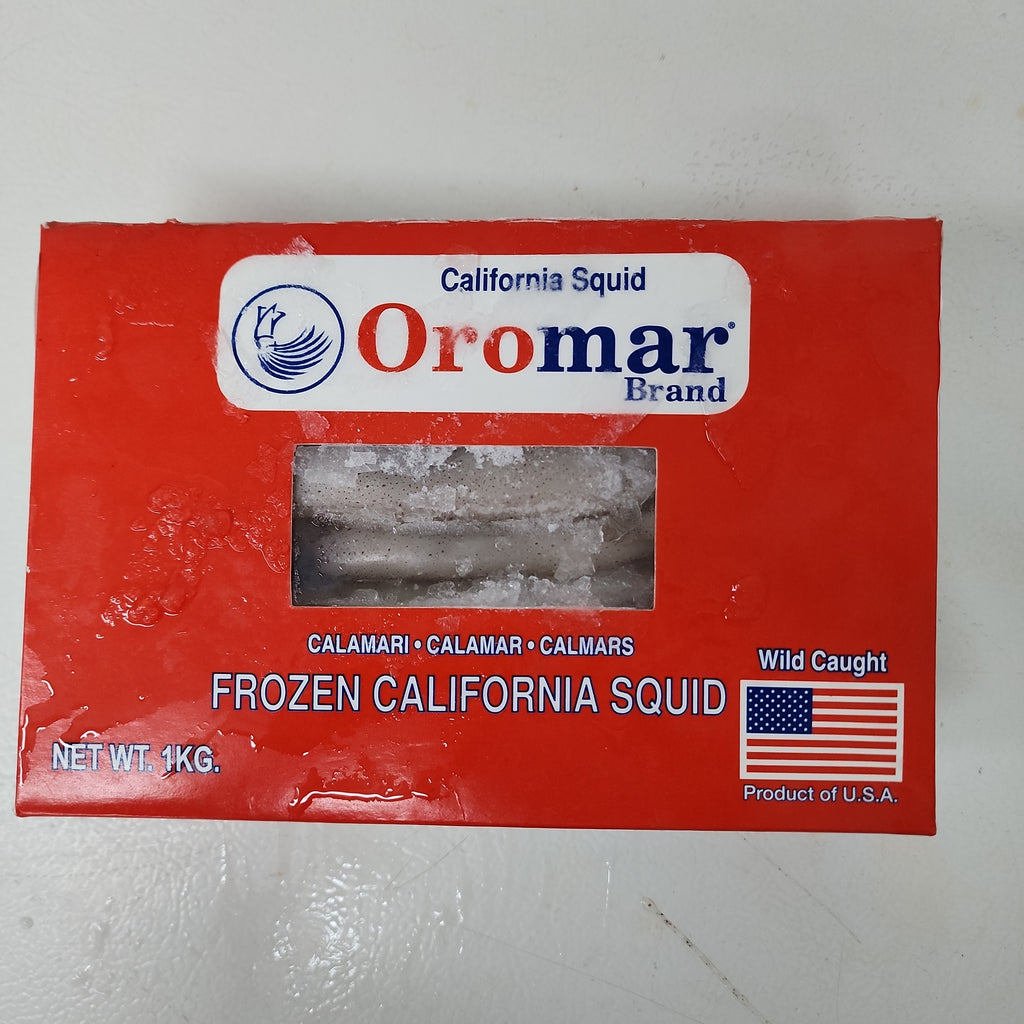 California Squid
Oromar®
Brand
CALAMARI • CALAMAR • CALMARS
FROZEN CALIFORNIA SQUID
Wild Caught
NET WT. 1KG.
Product of U.S.A.